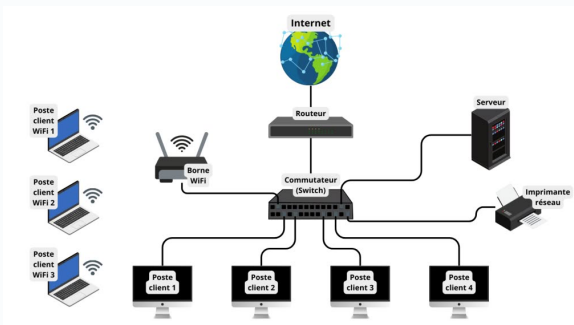 Internet
Routeur
Serveur
Poste
client
WiFi 1
Borne
WiFi
Commutateur
(Switch)
Poste
client
WiFi 2
Imprimante
réseau
Poste
client
WiFi 3
Poste
client 1
Poste
client 2
Poste
client 3
Poste
client 4